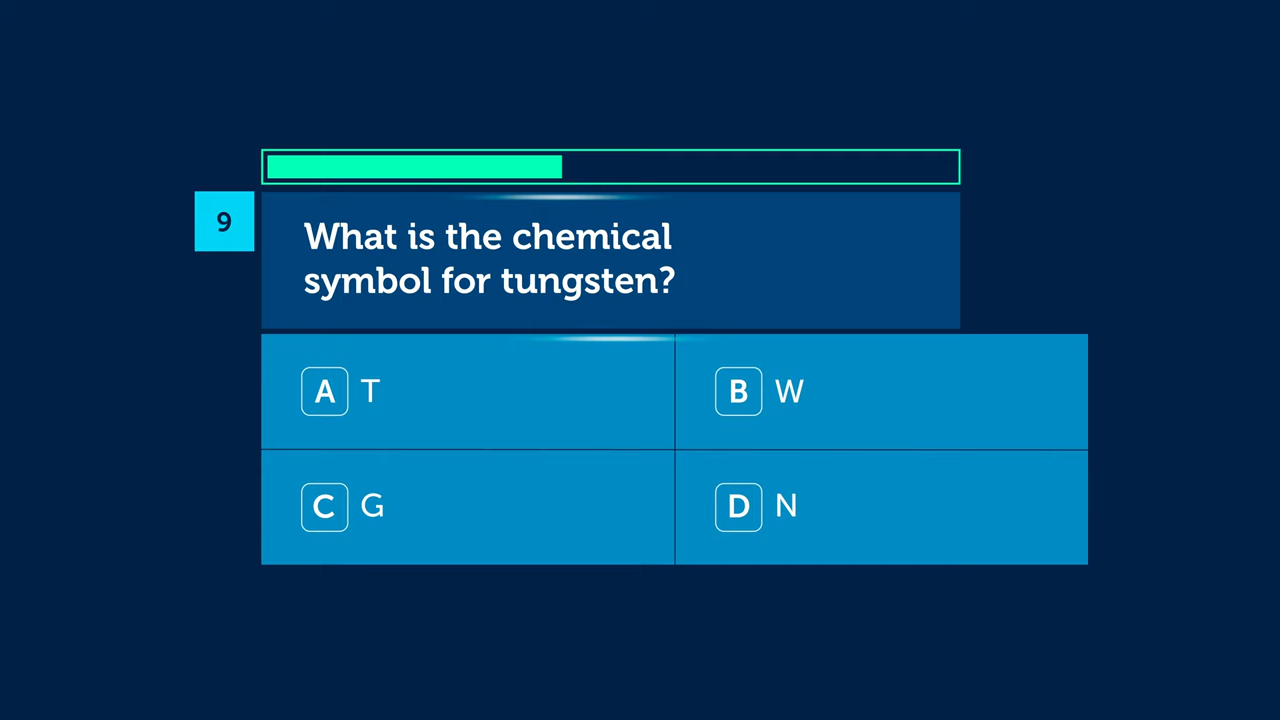 9
What is the chemical
symbol for tungsten?
A T
B W
C G
D N